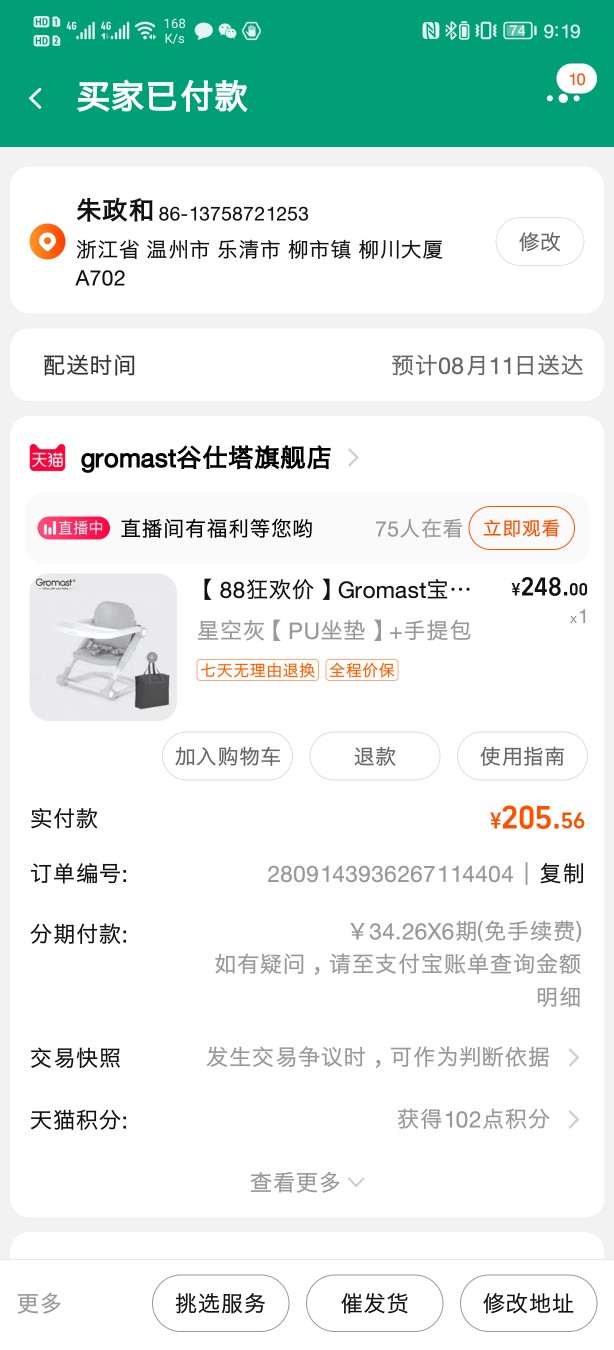 HD 1 4G 4G 168 K/s 74 9:19
HD 2
买家已付款
10
朱政和 86-13758721253
浙江省 温州市 乐清市 柳市镇 柳川大厦
A702
修改
配送时间 预计08月11日送达
天猫 gromast谷仕塔旗舰店
直播中 直播间有福利等您哟 75人在看 立即观看
Gromast
【88狂欢价】Gromast宝… ¥248.00
星空灰【PU坐垫】+手提包 x1
七天无理由退换 全程价保
加入购物车 退款 使用指南
实付款 ¥205.56
订单编号: 2809143936267114404 | 复制
分期付款: ￥34.26X6期(免手续费)
如有疑问，请至支付宝账单查询金额
明细
交易快照 发生交易争议时，可作为判断依据
天猫积分: 获得102点积分
查看更多
更多 挑选服务 催发货 修改地址